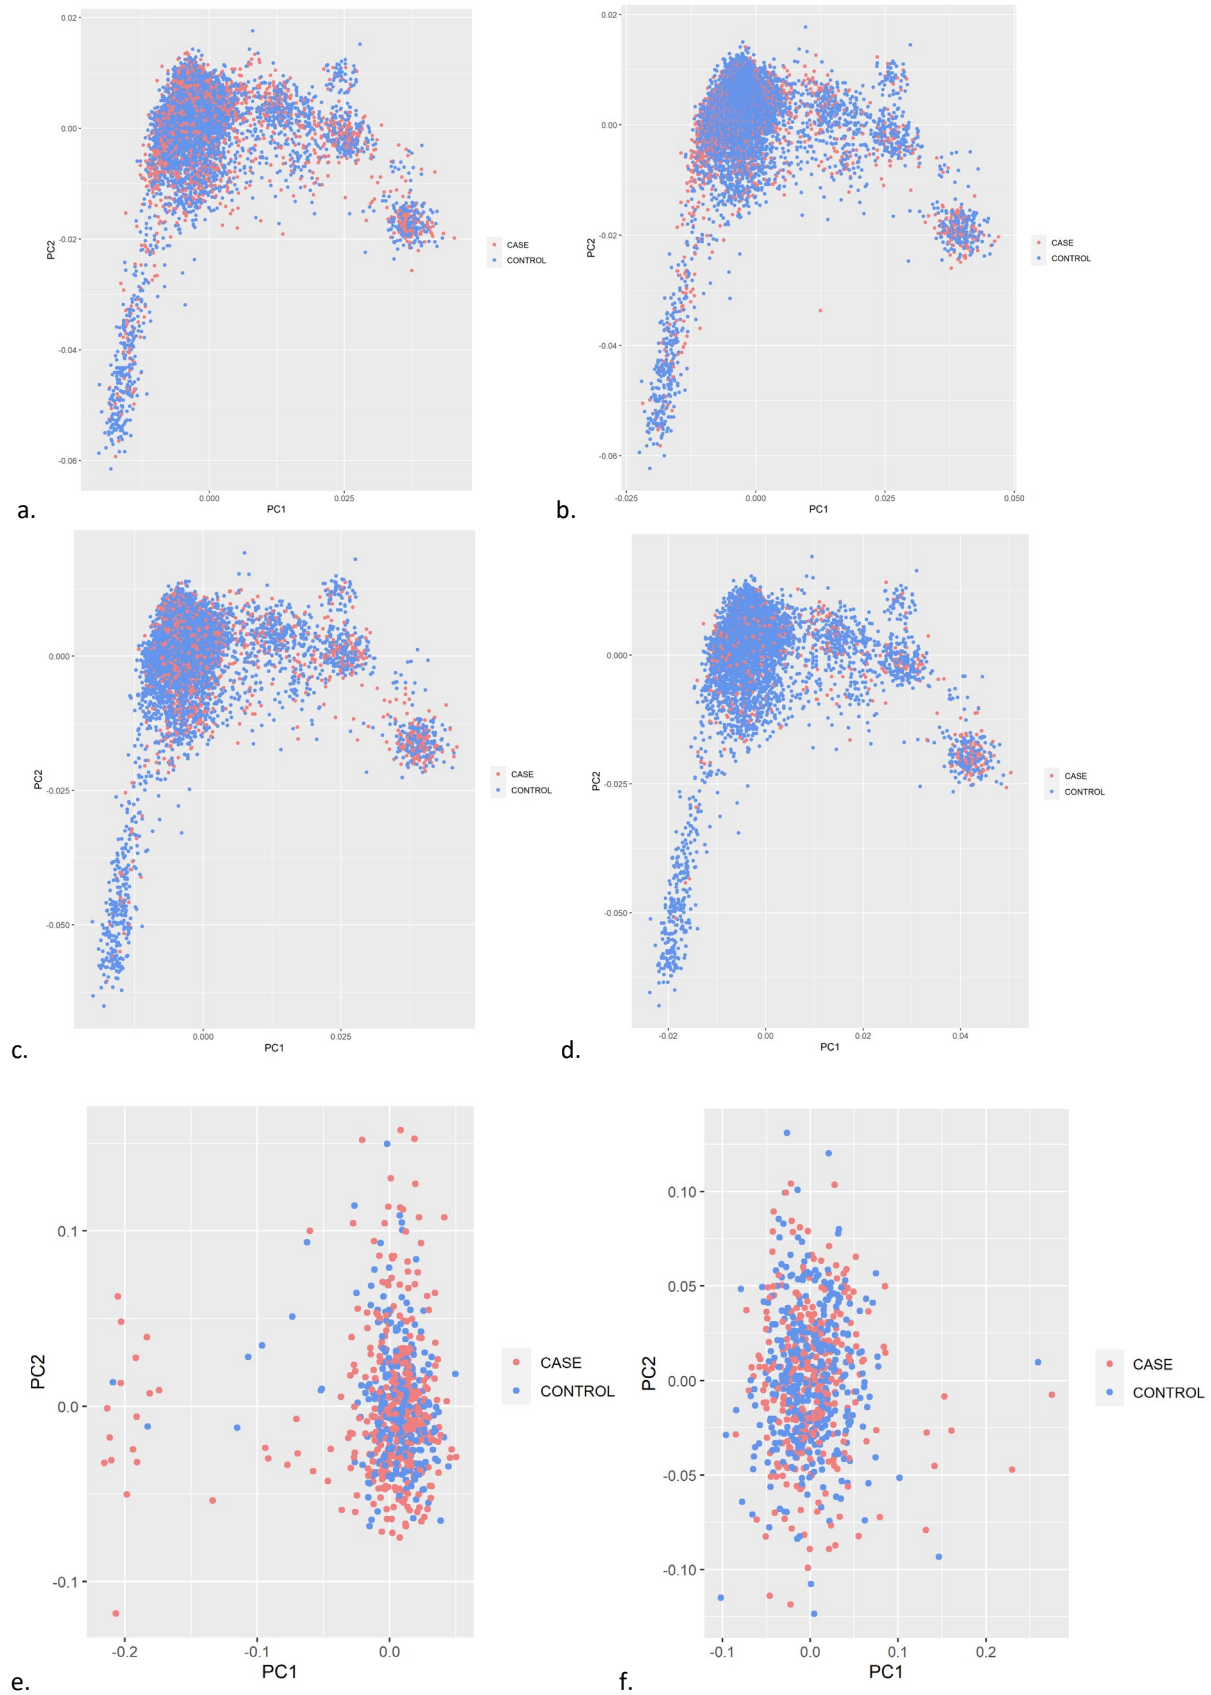 0.02
0.00
-0.02
-0.04
-0.06
PC2
0.000 0.025
PC1
CASE
CONTROL
a.
0.02
0.00
-0.02
-0.04
-0.06
PC2
-0.025 0.000 0.025 0.050
PC1
CASE
CONTROL
b.
0.000
-0.025
-0.050
PC2
0.000 0.025
PC1
CASE
CONTROL
c.
0.000
-0.025
-0.050
PC2
-0.02 0.00 0.02 0.04
PC1
CASE
CONTROL
d.
0.1
0.0
-0.1
PC2
-0.2 -0.1 0.0
PC1
CASE
CONTROL
e.
0.10
0.05
0.00
-0.05
-0.10
PC2
-0.1 0.0 0.1 0.2
PC1
CASE
CONTROL
f.